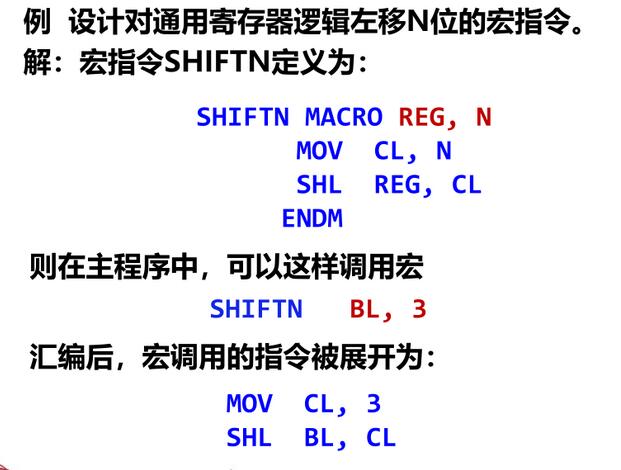 例 设计对通用寄存器逻辑左移N位的宏指令。
解：宏指令SHIFTN定义为：
SHIFTN MACRO REG, N
MOV CL, N
SHL REG, CL
ENDM
则在主程序中，可以这样调用宏
SHIFTN BL, 3
汇编后，宏调用的指令被展开为：
MOV CL, 3
SHL BL, CL